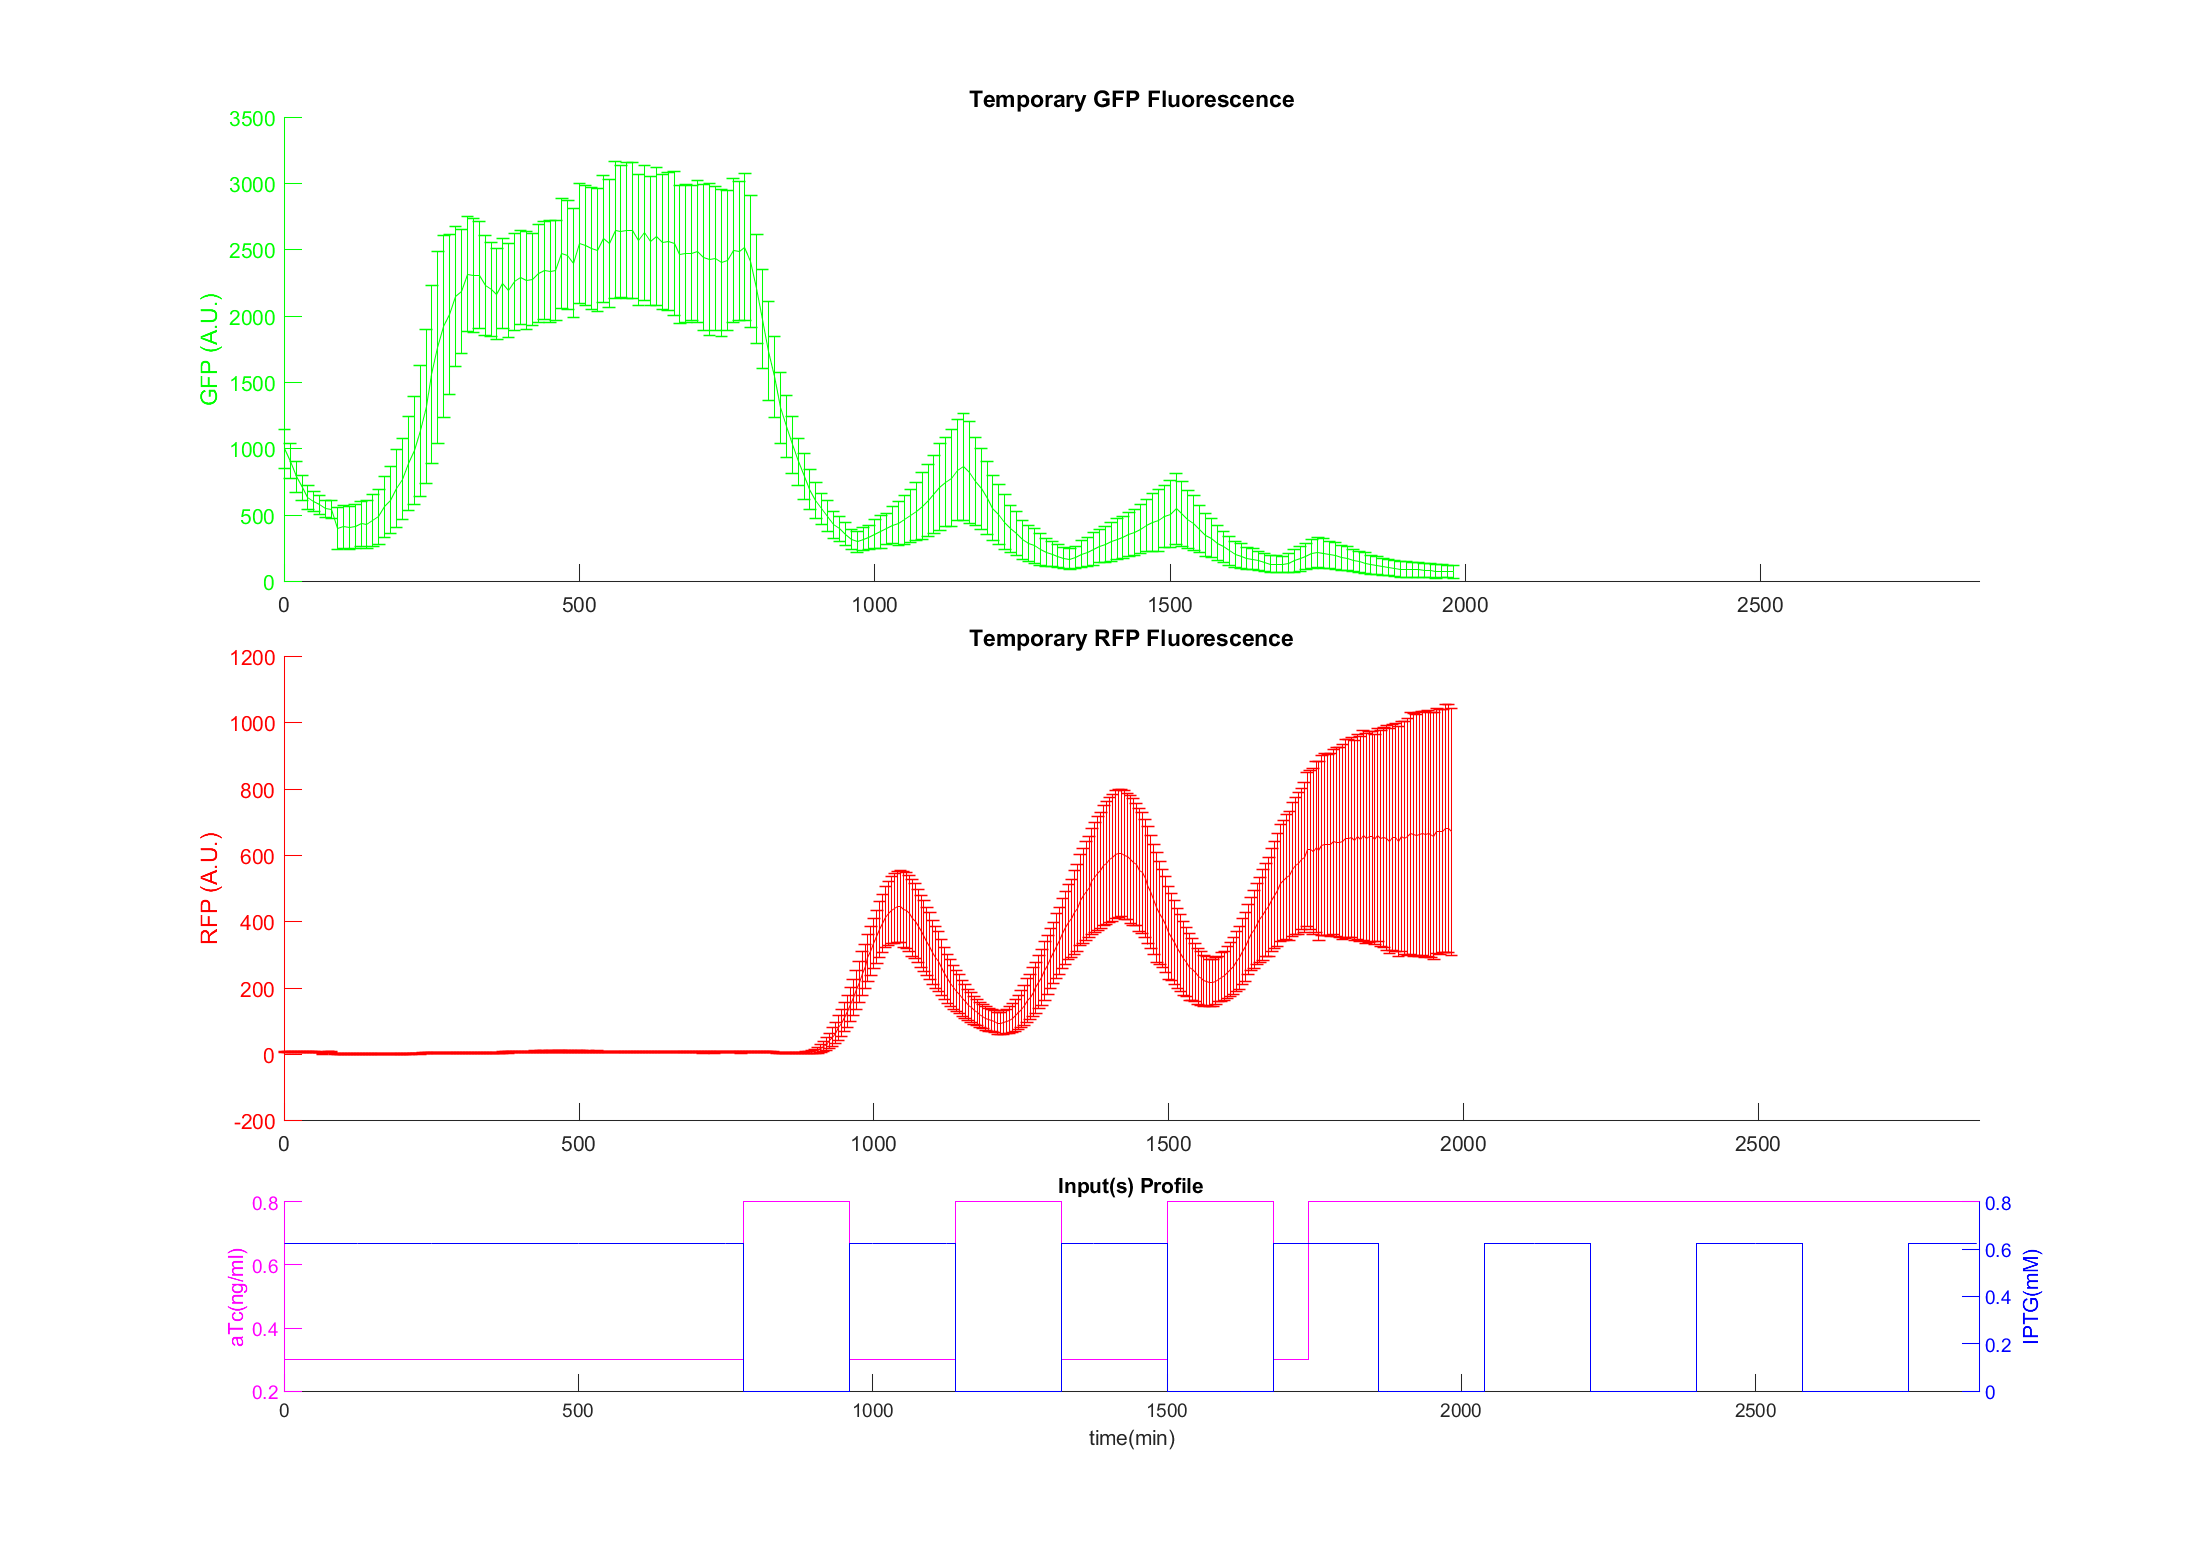 Temporary GFP Fluorescence
3500
3000
2500
2000
1500
1000
500
0
GFP (A.U.)
0 500 1000 1500 2000 2500
Temporary RFP Fluorescence
1200
1000
800
600
400
200
0
-200
RFP (A.U.)
0 500 1000 1500 2000 2500
Input(s) Profile
0.8
0.6
0.4
0.2
aTc(ng/ml)
0.8
0.6
0.4
0.2
0
IPTG(mM)
0 500 1000 1500 2000 2500
time(min)